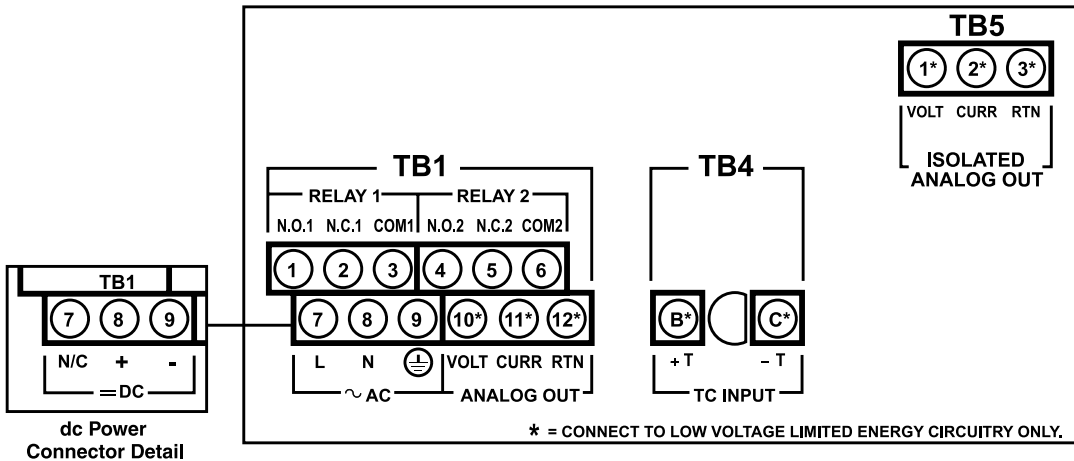 TB5
1* 2* 3*
VOLT CURR RTN
ISOLATED
ANALOG OUT
TB1
RELAY 1 RELAY 2
N.O.1 N.C.1 COM1 N.O.2 N.C.2 COM2
1 2 3 4 5 6
7 8 9 10* 11* 12*
L N VOLT CURR RTN
~ AC ANALOG OUT
TB4
B* C*
+ T – T
TC INPUT
TB1
7 8 9
N/C + -
=DC
dc Power
Connector Detail
* = CONNECT TO LOW VOLTAGE LIMITED ENERGY CIRCUITRY ONLY.